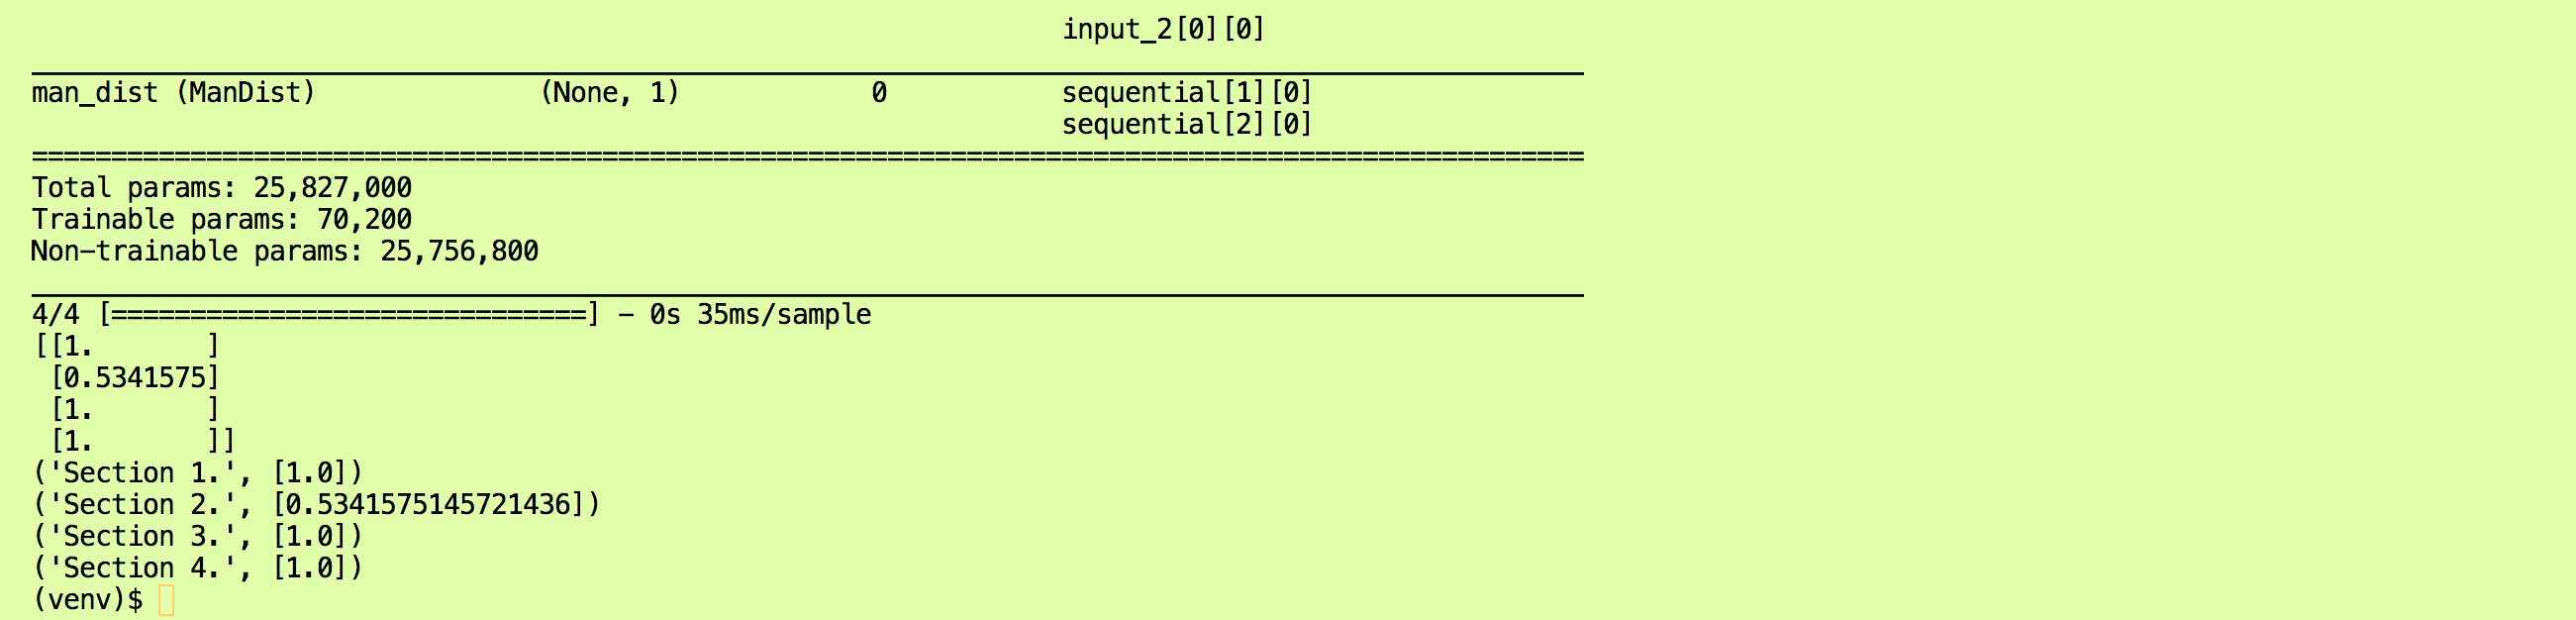 input_2[0][0]
man_dist (ManDist) (None, 1) 0 sequential[1][0]
sequential[2][0]
==================================================================================================
Total params: 25,827,000
Trainable params: 70,200
Non-trainable params: 25,756,800
4/4 [==============================] - 0s 35ms/sample
[[1.       ]
 [0.5341575]
 [1.       ]
 [1.       ]]
('Section 1.', [1.0])
('Section 2.', [0.5341575145721436])
('Section 3.', [1.0])
('Section 4.', [1.0])
(venv)$